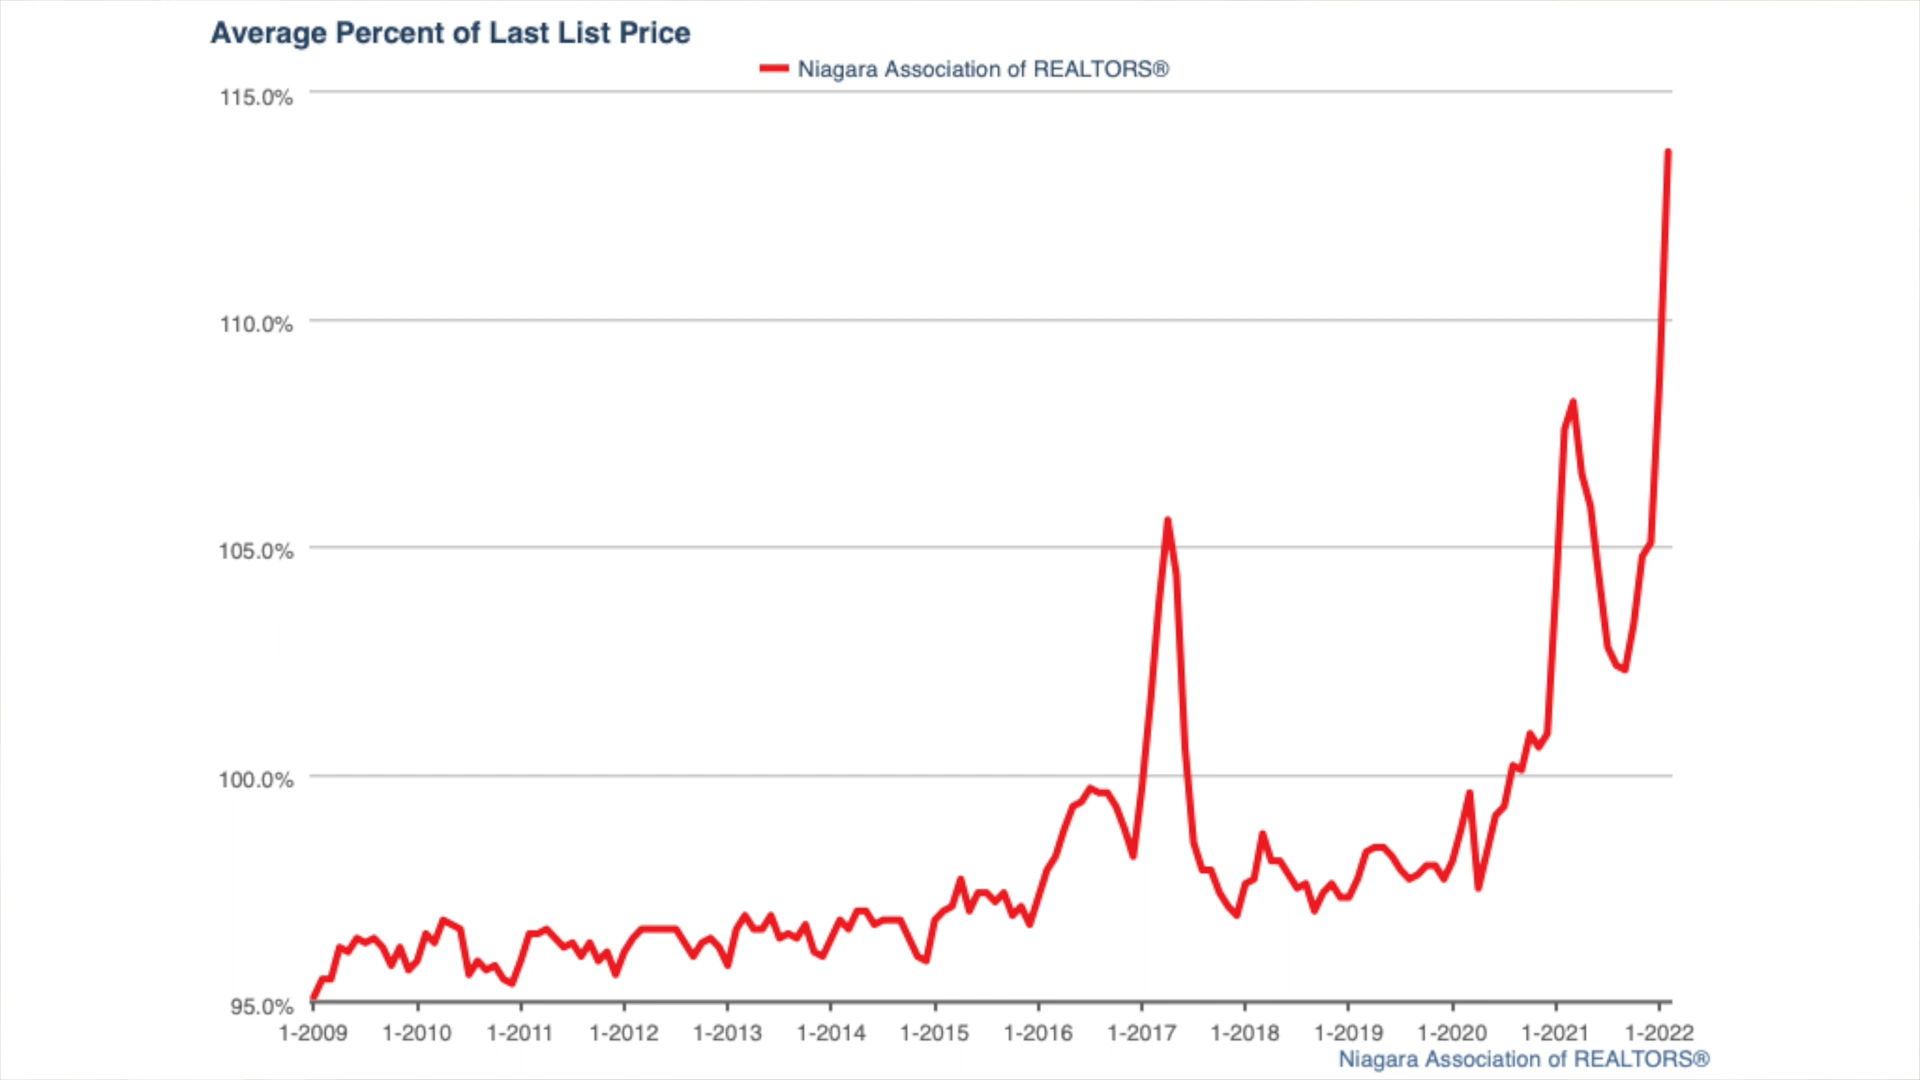 Average Percent of Last List Price
Niagara Association of REALTORS®
115.0%
110.0%
105.0%
100.0%
95.0%
1-2009 1-2010 1-2011 1-2012 1-2013 1-2014 1-2015 1-2016 1-2017 1-2018 1-2019 1-2020 1-2021 1-2022
Niagara Association of REALTORS®